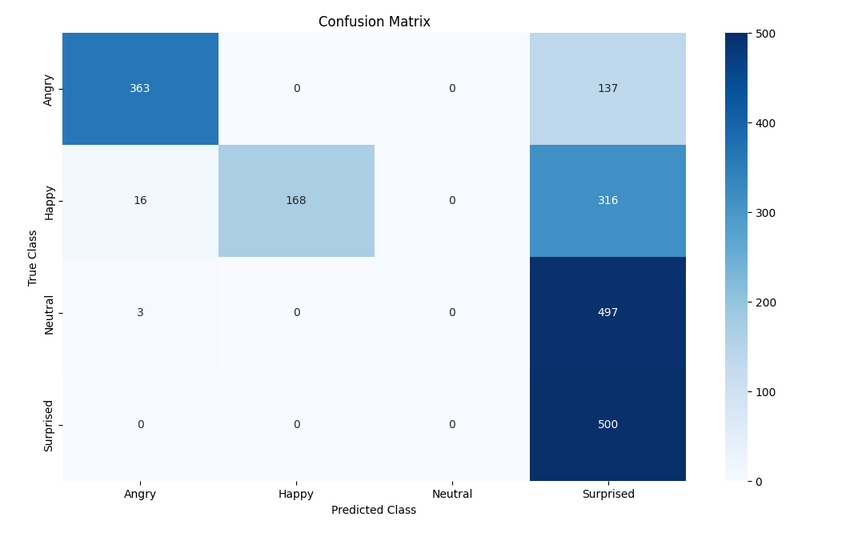 Confusion Matrix
Angry 363 0 0 137
Happy 16 168 0 316
Neutral 3 0 0 497
Surprised 0 0 0 500
Angry Happy Neutral Surprised
Predicted Class
True Class
500
400
300
200
100
0